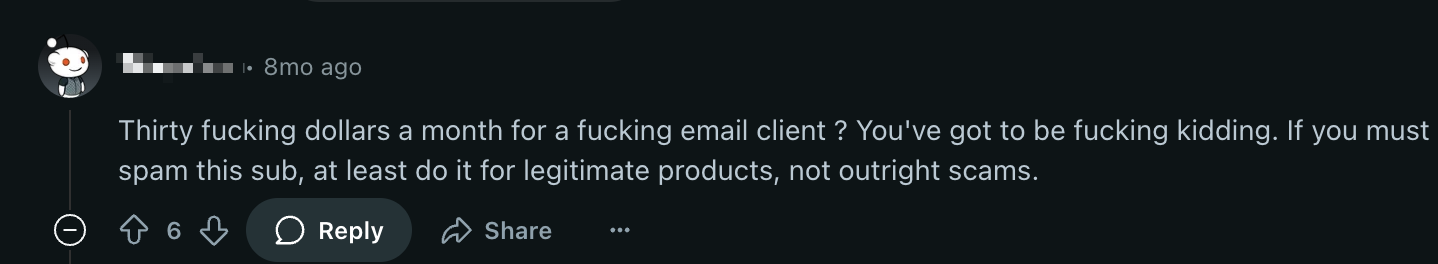 • 8mo ago
Thirty fucking dollars a month for a fucking email client ? You've got to be fucking kidding. If you must
spam this sub, at least do it for legitimate products, not outright scams.
6 Reply Share ...